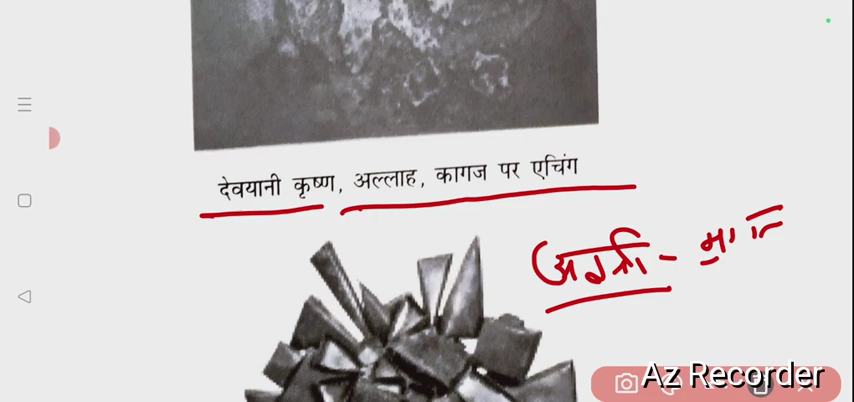 देवयानी कृष्ण, अल्लाह, कागज पर एचिंग
Az Recorder